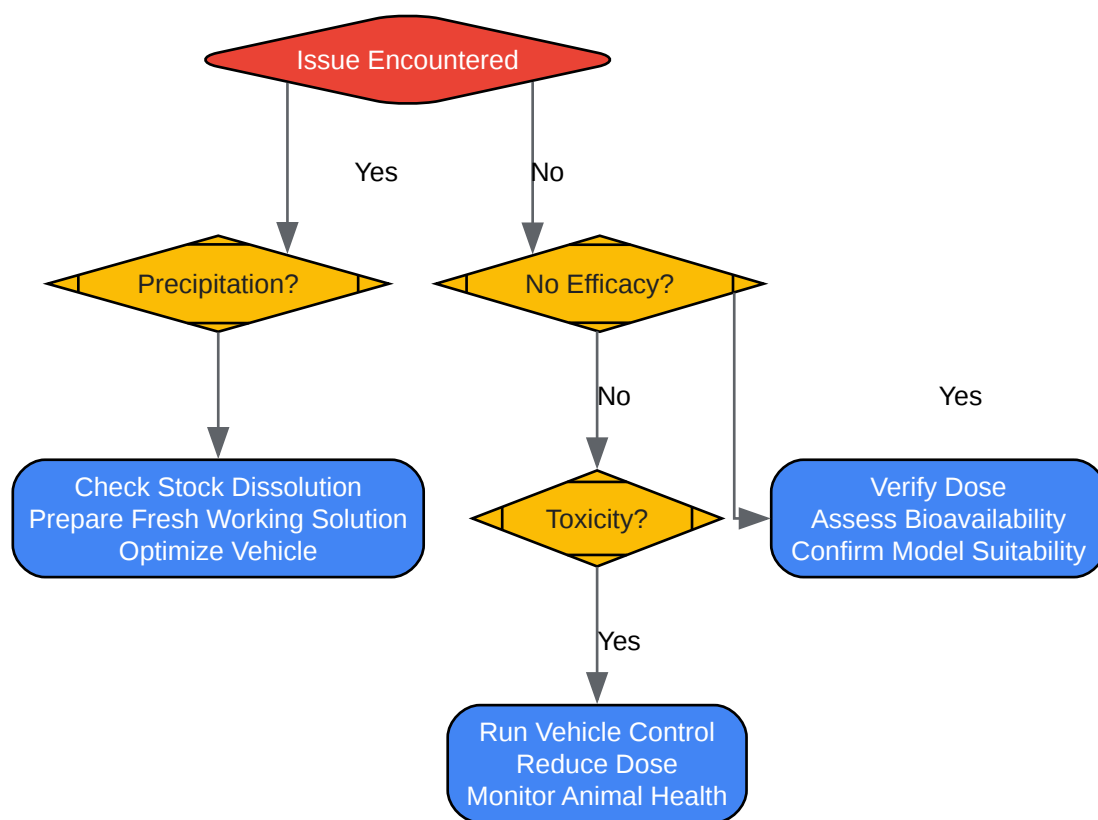 Issue Encountered
Yes
No
Precipitation?
No Efficacy?
No
Yes
Check Stock Dissolution
Prepare Fresh Working Solution
Optimize Vehicle
Toxicity?
Verify Dose
Assess Bioavailability
Confirm Model Suitability
Yes
Run Vehicle Control
Reduce Dose
Monitor Animal Health